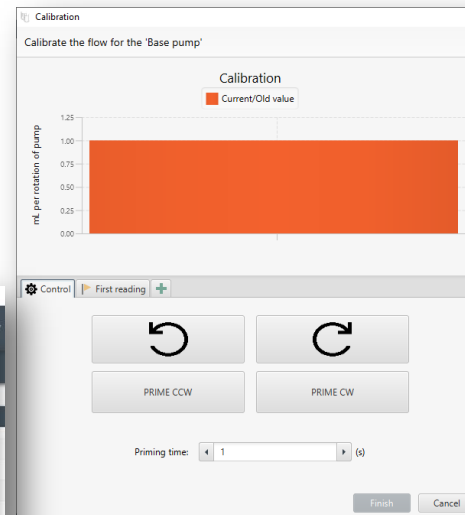 Calibration
Calibrate the flow for the 'Base pump'
Calibration
Current/Old value
mL per rotation of pump
1.25
1.00
0.75
0.50
0.25
0.00
Control First reading
PRIME CCW PRIME CW
Priming time: 1 (s)
Finish Cancel